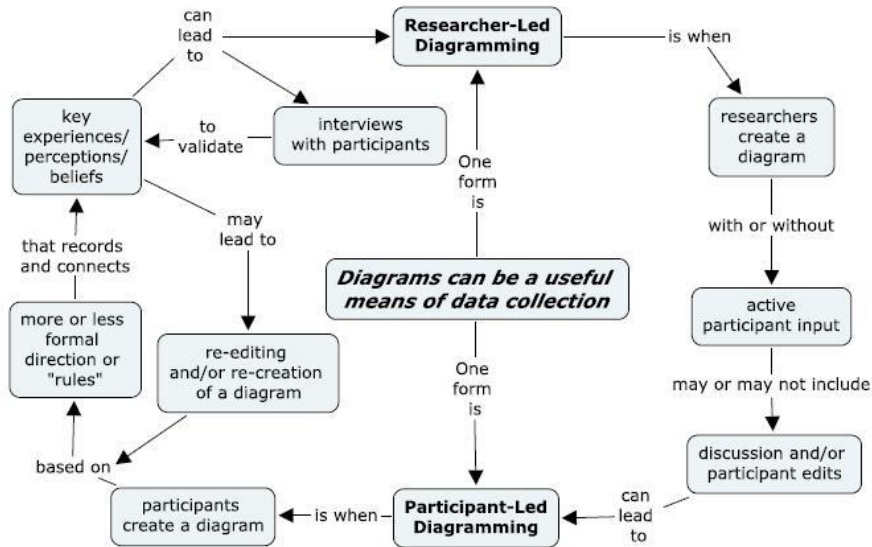 can
lead
to
Researcher-Led
Diagramming
is when
key
experiences/
perceptions/
beliefs
to
validate
interviews
with participants
researchers
create a
diagram
One
form
is
may
lead to
with or without
that records
and connects
Diagrams can be a useful
means of data collection
more or less
formal
direction or
"rules"
active
participant input
re-editing
and/or re-creation
of a diagram
One
form
is
may or may not include
based on
discussion and/or
participant edits
participants
create a diagram
is when
Participant-Led
Diagramming
can
lead
to